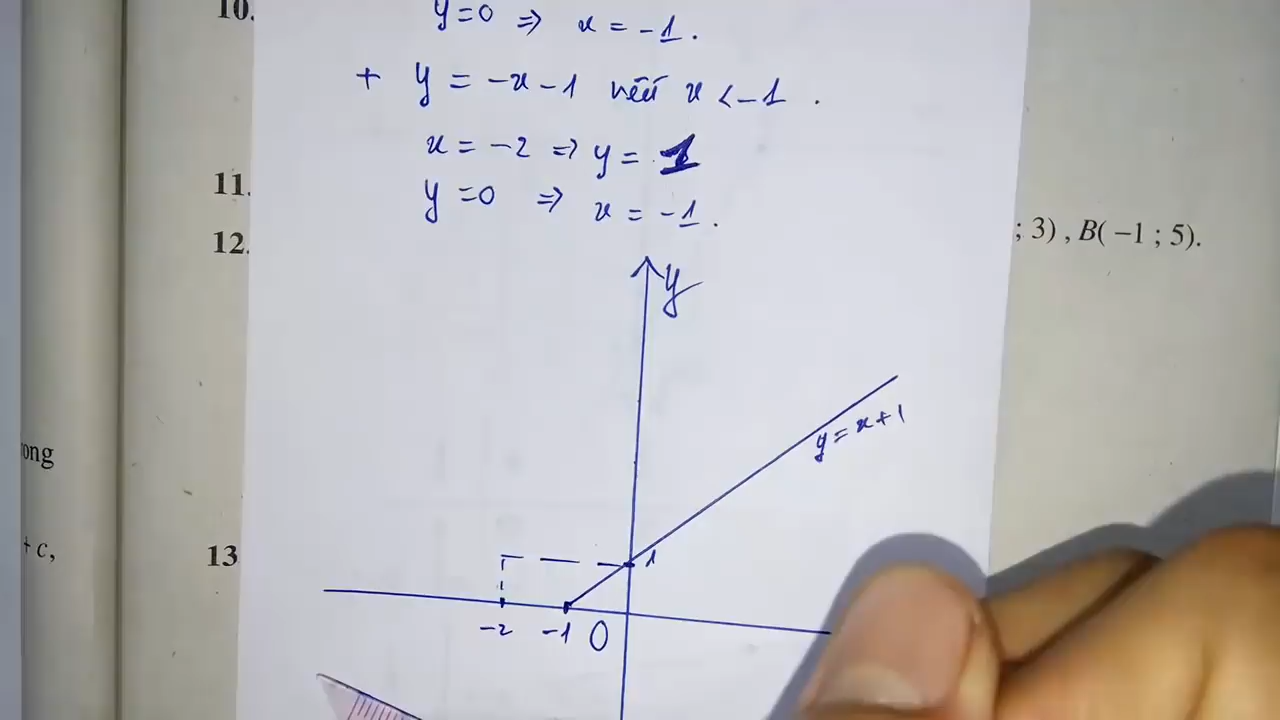 10.
y=0 => x = -1.
+ y = -x-1 nếu x < -1.
x = -2 => y = 1
y=0 => x = -1.
11.
12.
; 3) , B( −1 ; 5).
y
y = x+1
ong
+ c,
13
1
-2 -1 O